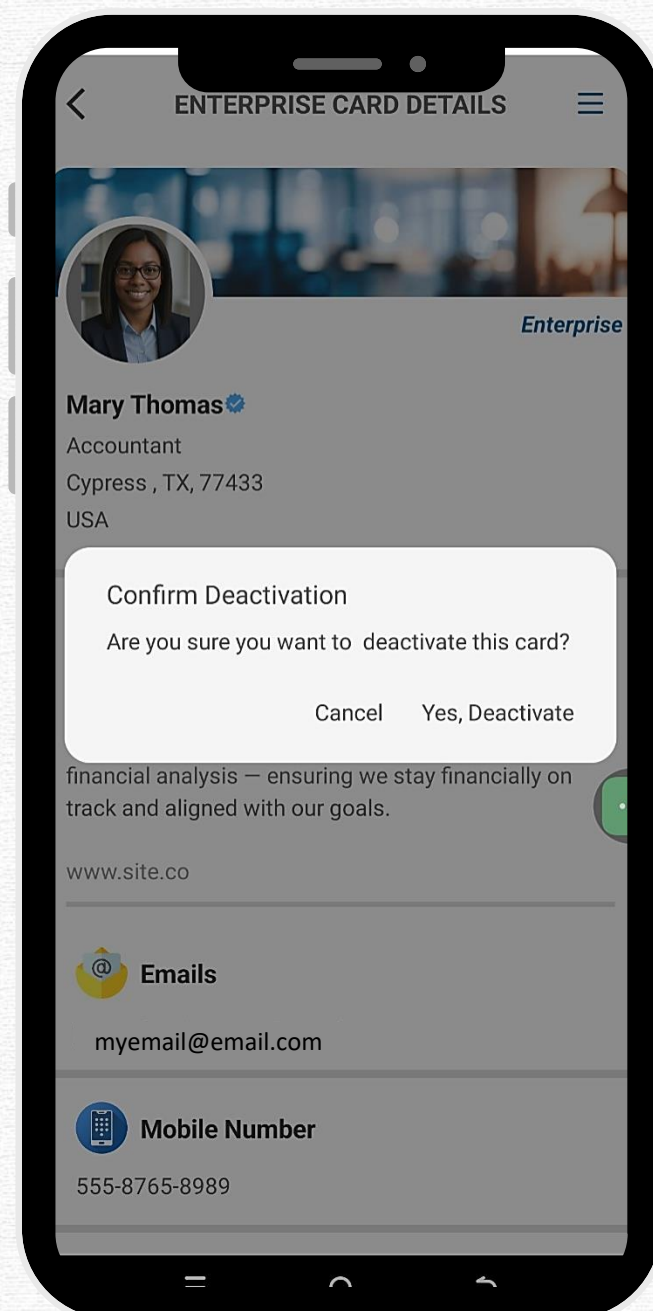 ENTERPRISE CARD DETAILS
Enterprise
Mary Thomas
Accountant
Cypress , TX, 77433
USA
Confirm Deactivation
Are you sure you want to  deactivate this card?
Cancel Yes, Deactivate
financial analysis — ensuring we stay financially on
track and aligned with our goals.
www.site.co
@
Emails
myemail@email.com
Mobile Number
555-8765-8989